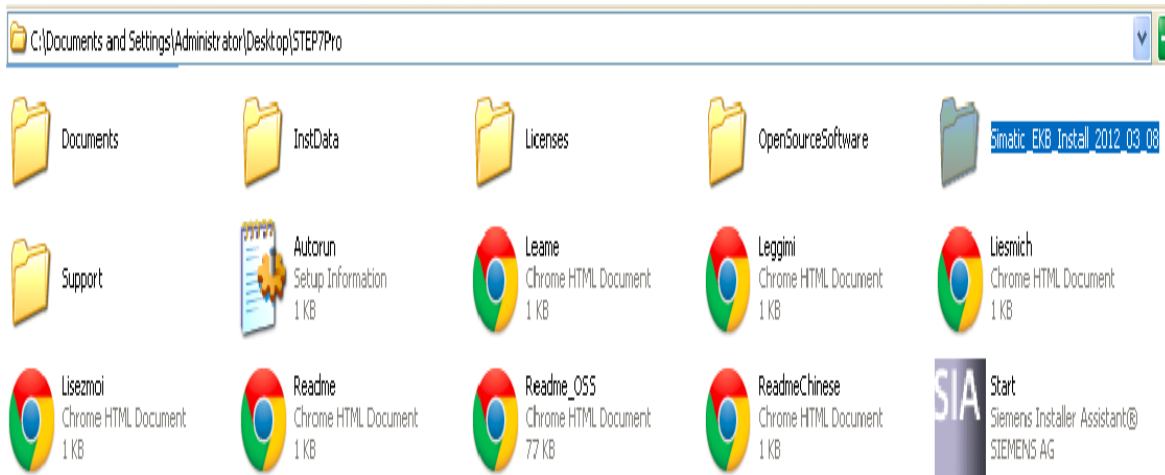 C:\Documents and Settings\Administrator\Desktop\STEP7Pro
Documents
InstData
Licenses
OpenSourceSoftware
Simatic_EKB_Install_2012_03_08
Support
Autorun
Setup Information
1 KB
Leame
Chrome HTML Document
1 KB
Leggimi
Chrome HTML Document
1 KB
Liesmich
Chrome HTML Document
1 KB
Lisezmoi
Chrome HTML Document
1 KB
Readme
Chrome HTML Document
1 KB
Readme_OSS
Chrome HTML Document
77 KB
ReadmeChinese
Chrome HTML Document
1 KB
SIA
Start
Siemens Installer Assistant®
SIEMENS AG